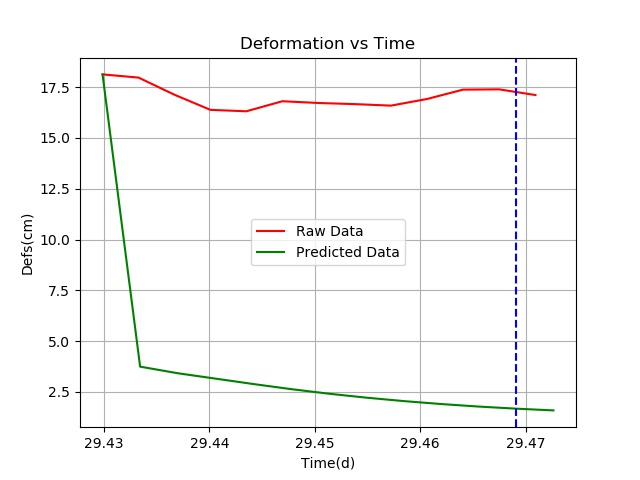 Deformation vs Time
17.5
15.0
12.5
10.0
7.5
5.0
2.5
Defs(cm)
Raw Data
Predicted Data
29.43 29.44 29.45 29.46 29.47
Time(d)